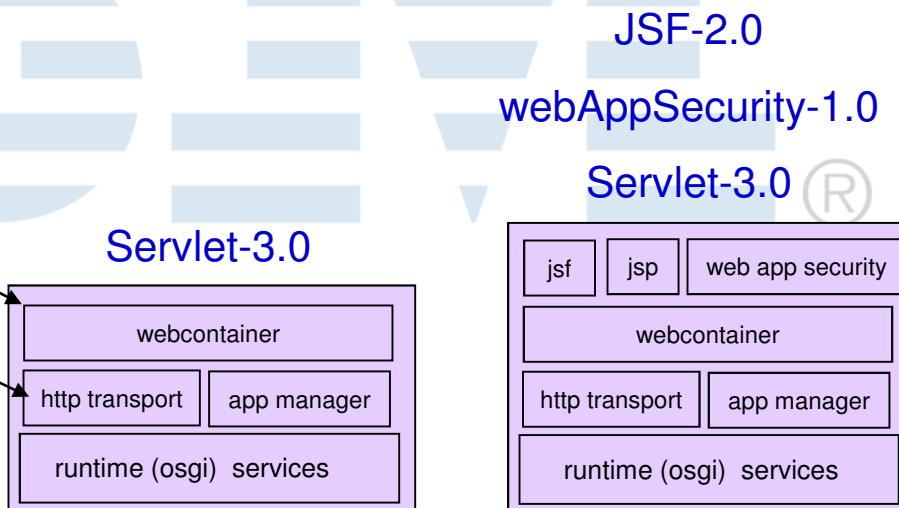 JSF-2.0
webAppSecurity-1.0
Servlet-3.0
®
Servlet-3.0
webcontainer
http transport
app manager
runtime (osgi) services
jsf
jsp
web app security
webcontainer
http transport
app manager
runtime (osgi) services